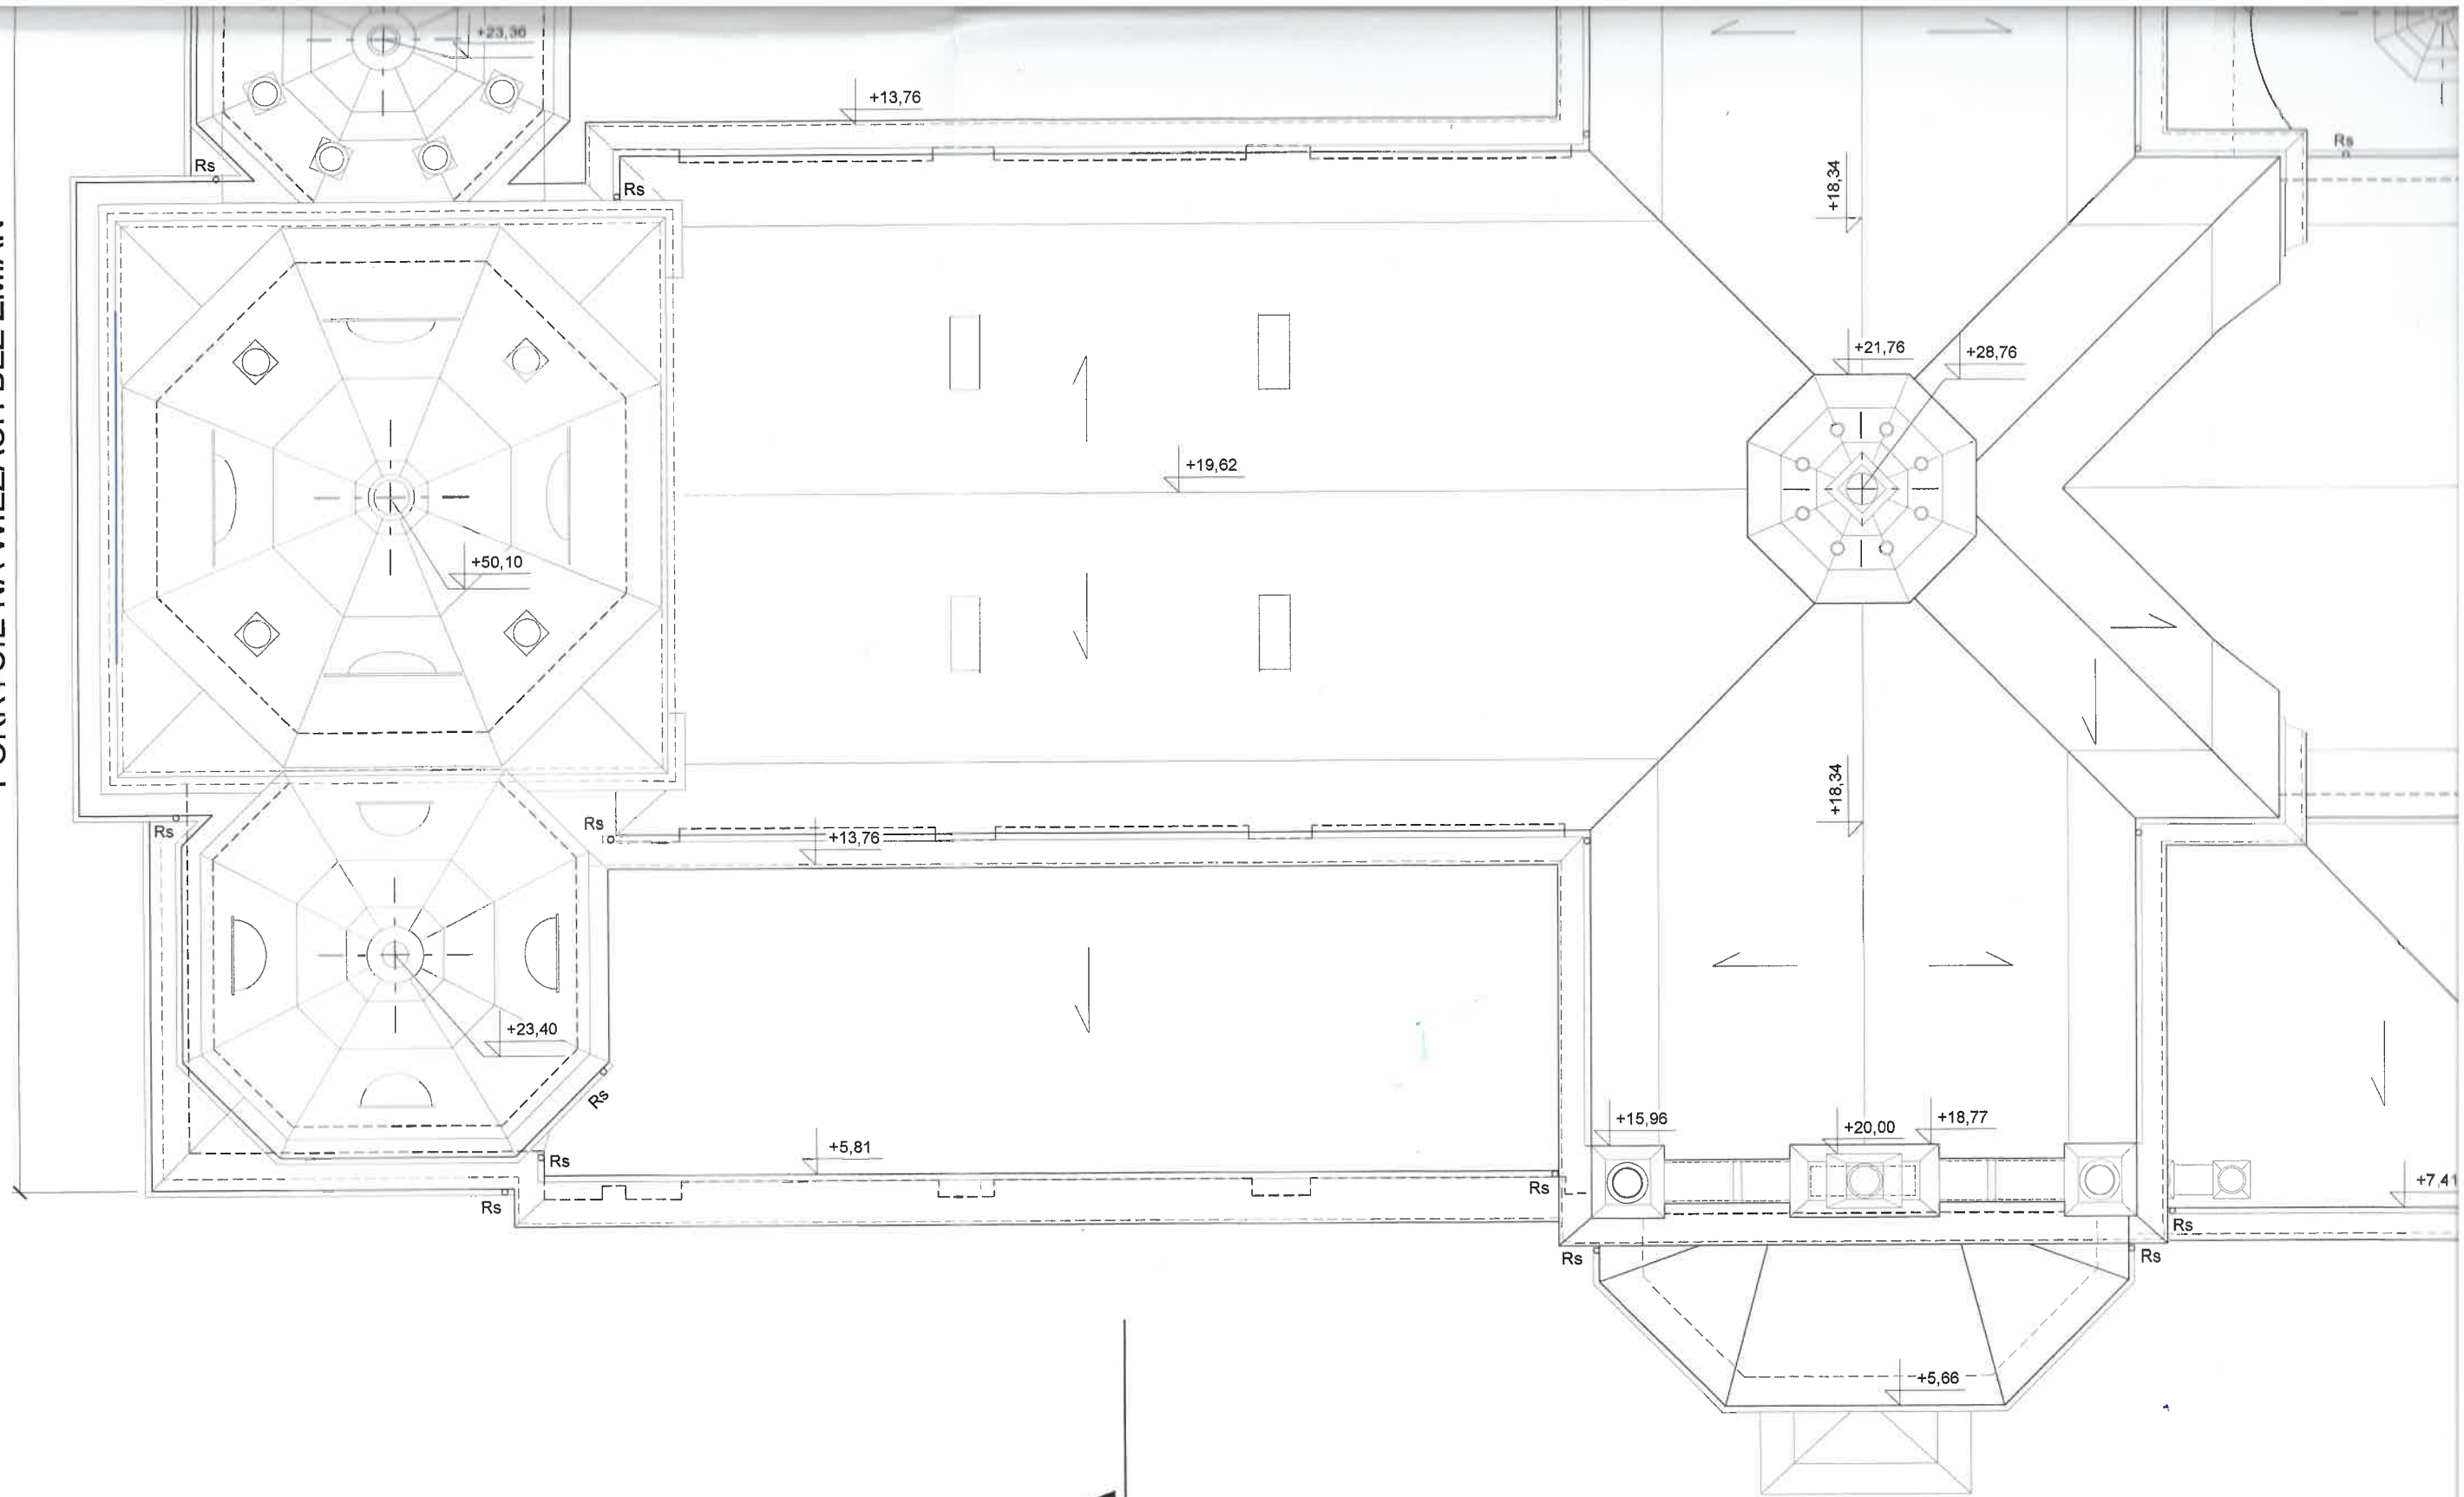 +23,36
+13,76
Rs
Rs
Rs
+18,34
+21,76
+28,76
+19,62
+50,10
+18,34
Rs
Rs
+13,76
+23,40
Rs
+15,96
+20,00
+18,77
+5,81
Rs
Rs
Rs
+7,41
Rs
Rs
Rs
+5,66